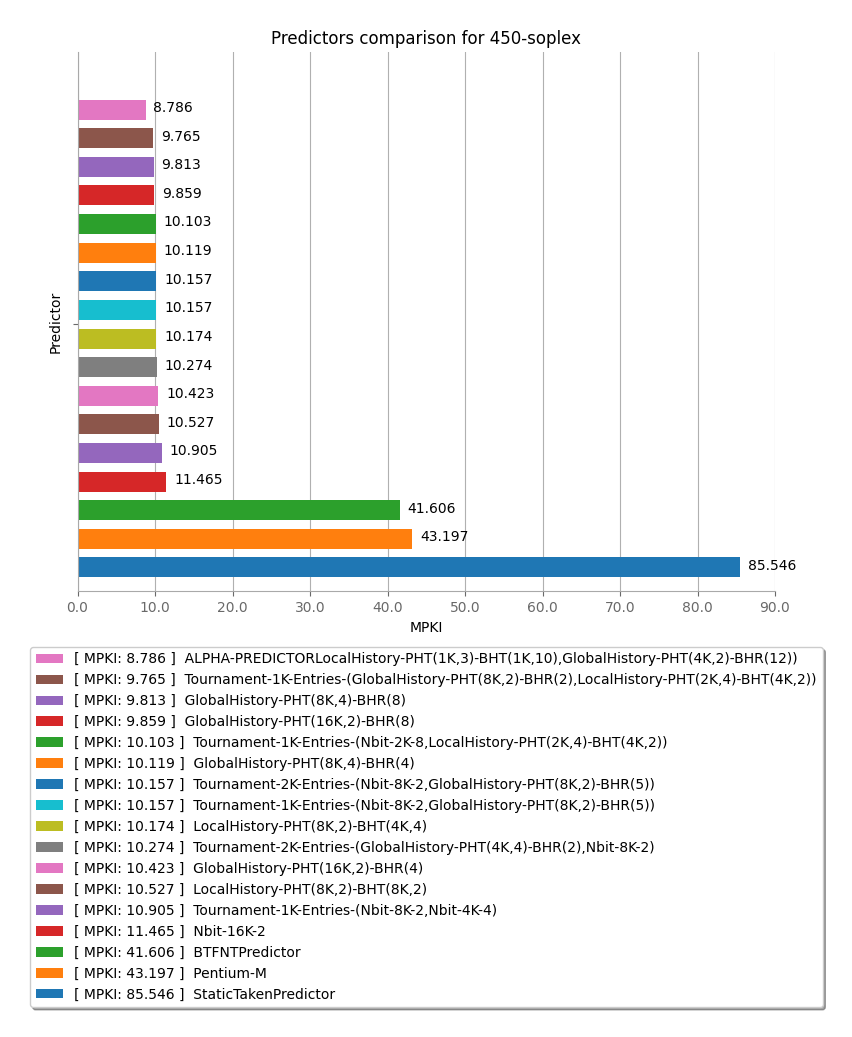 Predictors comparison for 450-soplex
8.786
9.765
9.813
9.859
10.103
10.119
10.157
10.157
10.174
10.274
10.423
10.527
10.905
11.465
41.606
43.197
85.546
Predictor
0.0 10.0 20.0 30.0 40.0 50.0 60.0 70.0 80.0 90.0
MPKI
[ MPKI: 8.786 ] ALPHA-PREDICTORLocalHistory-PHT(1K,3)-BHT(1K,10),GlobalHistory-PHT(4K,2)-BHR(12))
[ MPKI: 9.765 ] Tournament-1K-Entries-(GlobalHistory-PHT(8K,2)-BHR(2),LocalHistory-PHT(2K,4)-BHT(4K,2))
[ MPKI: 9.813 ] GlobalHistory-PHT(8K,4)-BHR(8)
[ MPKI: 9.859 ] GlobalHistory-PHT(16K,2)-BHR(8)
[ MPKI: 10.103 ] Tournament-1K-Entries-(Nbit-2K-8,LocalHistory-PHT(2K,4)-BHT(4K,2))
[ MPKI: 10.119 ] GlobalHistory-PHT(8K,4)-BHR(4)
[ MPKI: 10.157 ] Tournament-2K-Entries-(Nbit-8K-2,GlobalHistory-PHT(8K,2)-BHR(5))
[ MPKI: 10.157 ] Tournament-1K-Entries-(Nbit-8K-2,GlobalHistory-PHT(8K,2)-BHR(5))
[ MPKI: 10.174 ] LocalHistory-PHT(8K,2)-BHT(4K,4)
[ MPKI: 10.274 ] Tournament-2K-Entries-(GlobalHistory-PHT(4K,4)-BHR(2),Nbit-8K-2)
[ MPKI: 10.423 ] GlobalHistory-PHT(16K,2)-BHR(4)
[ MPKI: 10.527 ] LocalHistory-PHT(8K,2)-BHT(8K,2)
[ MPKI: 10.905 ] Tournament-1K-Entries-(Nbit-8K-2,Nbit-4K-4)
[ MPKI: 11.465 ] Nbit-16K-2
[ MPKI: 41.606 ] BTFNTPredictor
[ MPKI: 43.197 ] Pentium-M
[ MPKI: 85.546 ] StaticTakenPredictor